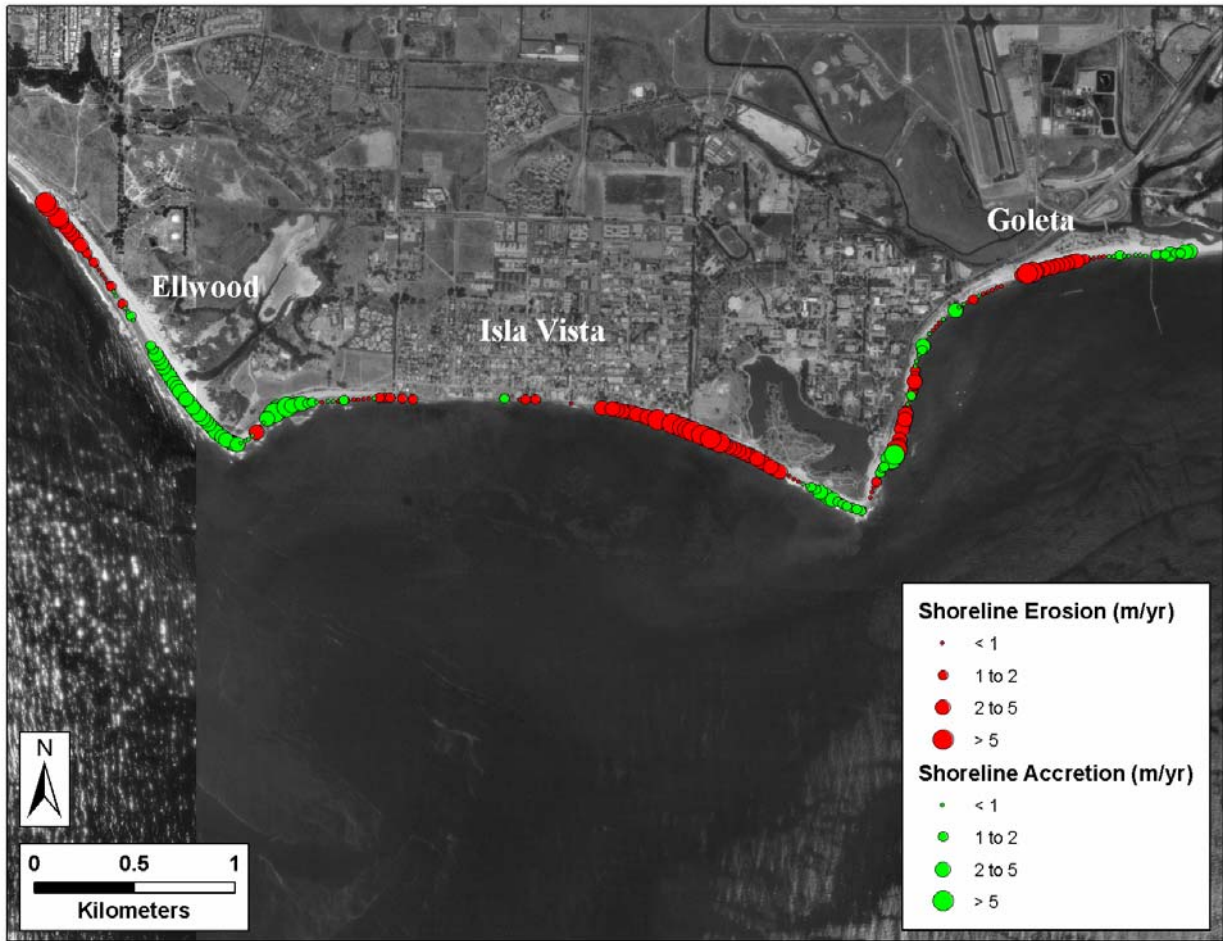 Goleta
Ellwood
Isla Vista
Shoreline Erosion (m/yr)
< 1
1 to 2
2 to 5
> 5
Shoreline Accretion (m/yr)
< 1
1 to 2
2 to 5
> 5
N
0 0.5 1
Kilometers